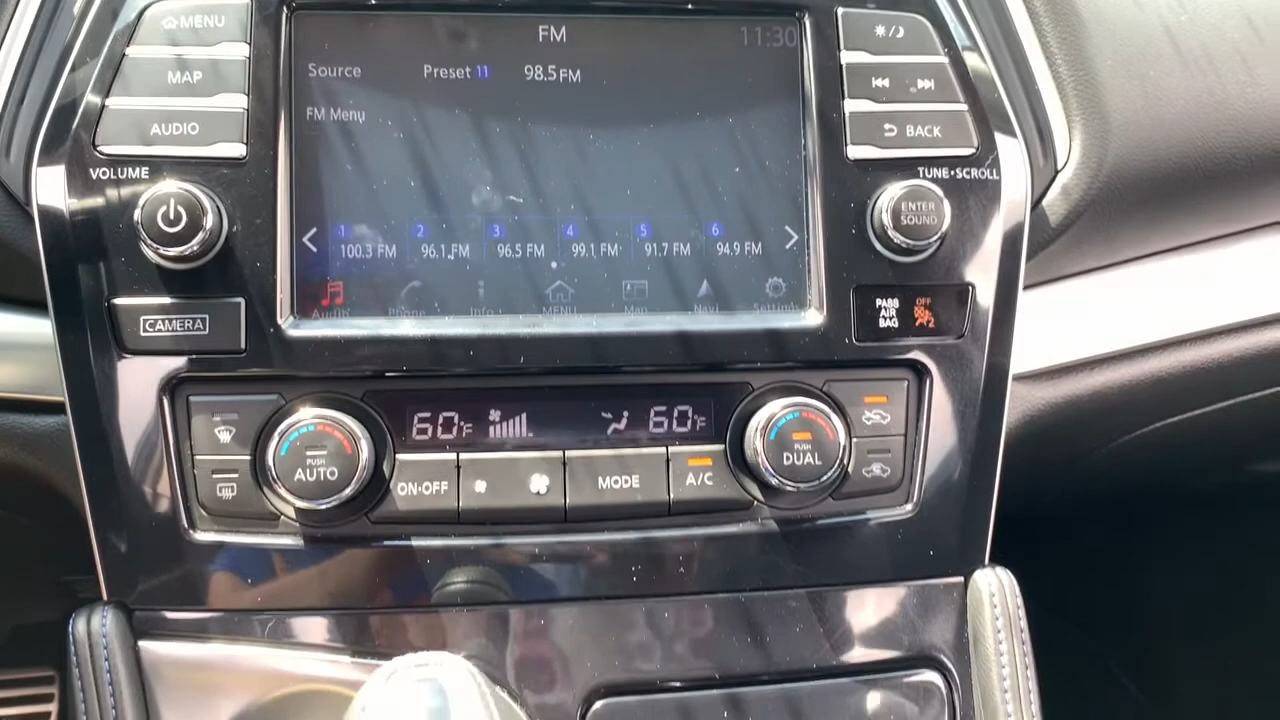 MENU
FM
11:30
MAP
Source
Preset 11
98.5 FM
AUDIO
FM Menu
BACK
VOLUME
TUNE•SCROLL
ENTER
SOUND
1 2 3 4 5 6
100.3 FM 96.1 FM 96.5 FM 99.1 FM 91.7 FM 94.9 FM
Audio Phone Info MENU Map Navi Settings
CAMERA
PASS
AIR
BAG
OFF
2
60°F
60°F
PUSH
AUTO
PUSH
DUAL
ON•OFF
MODE
A/C